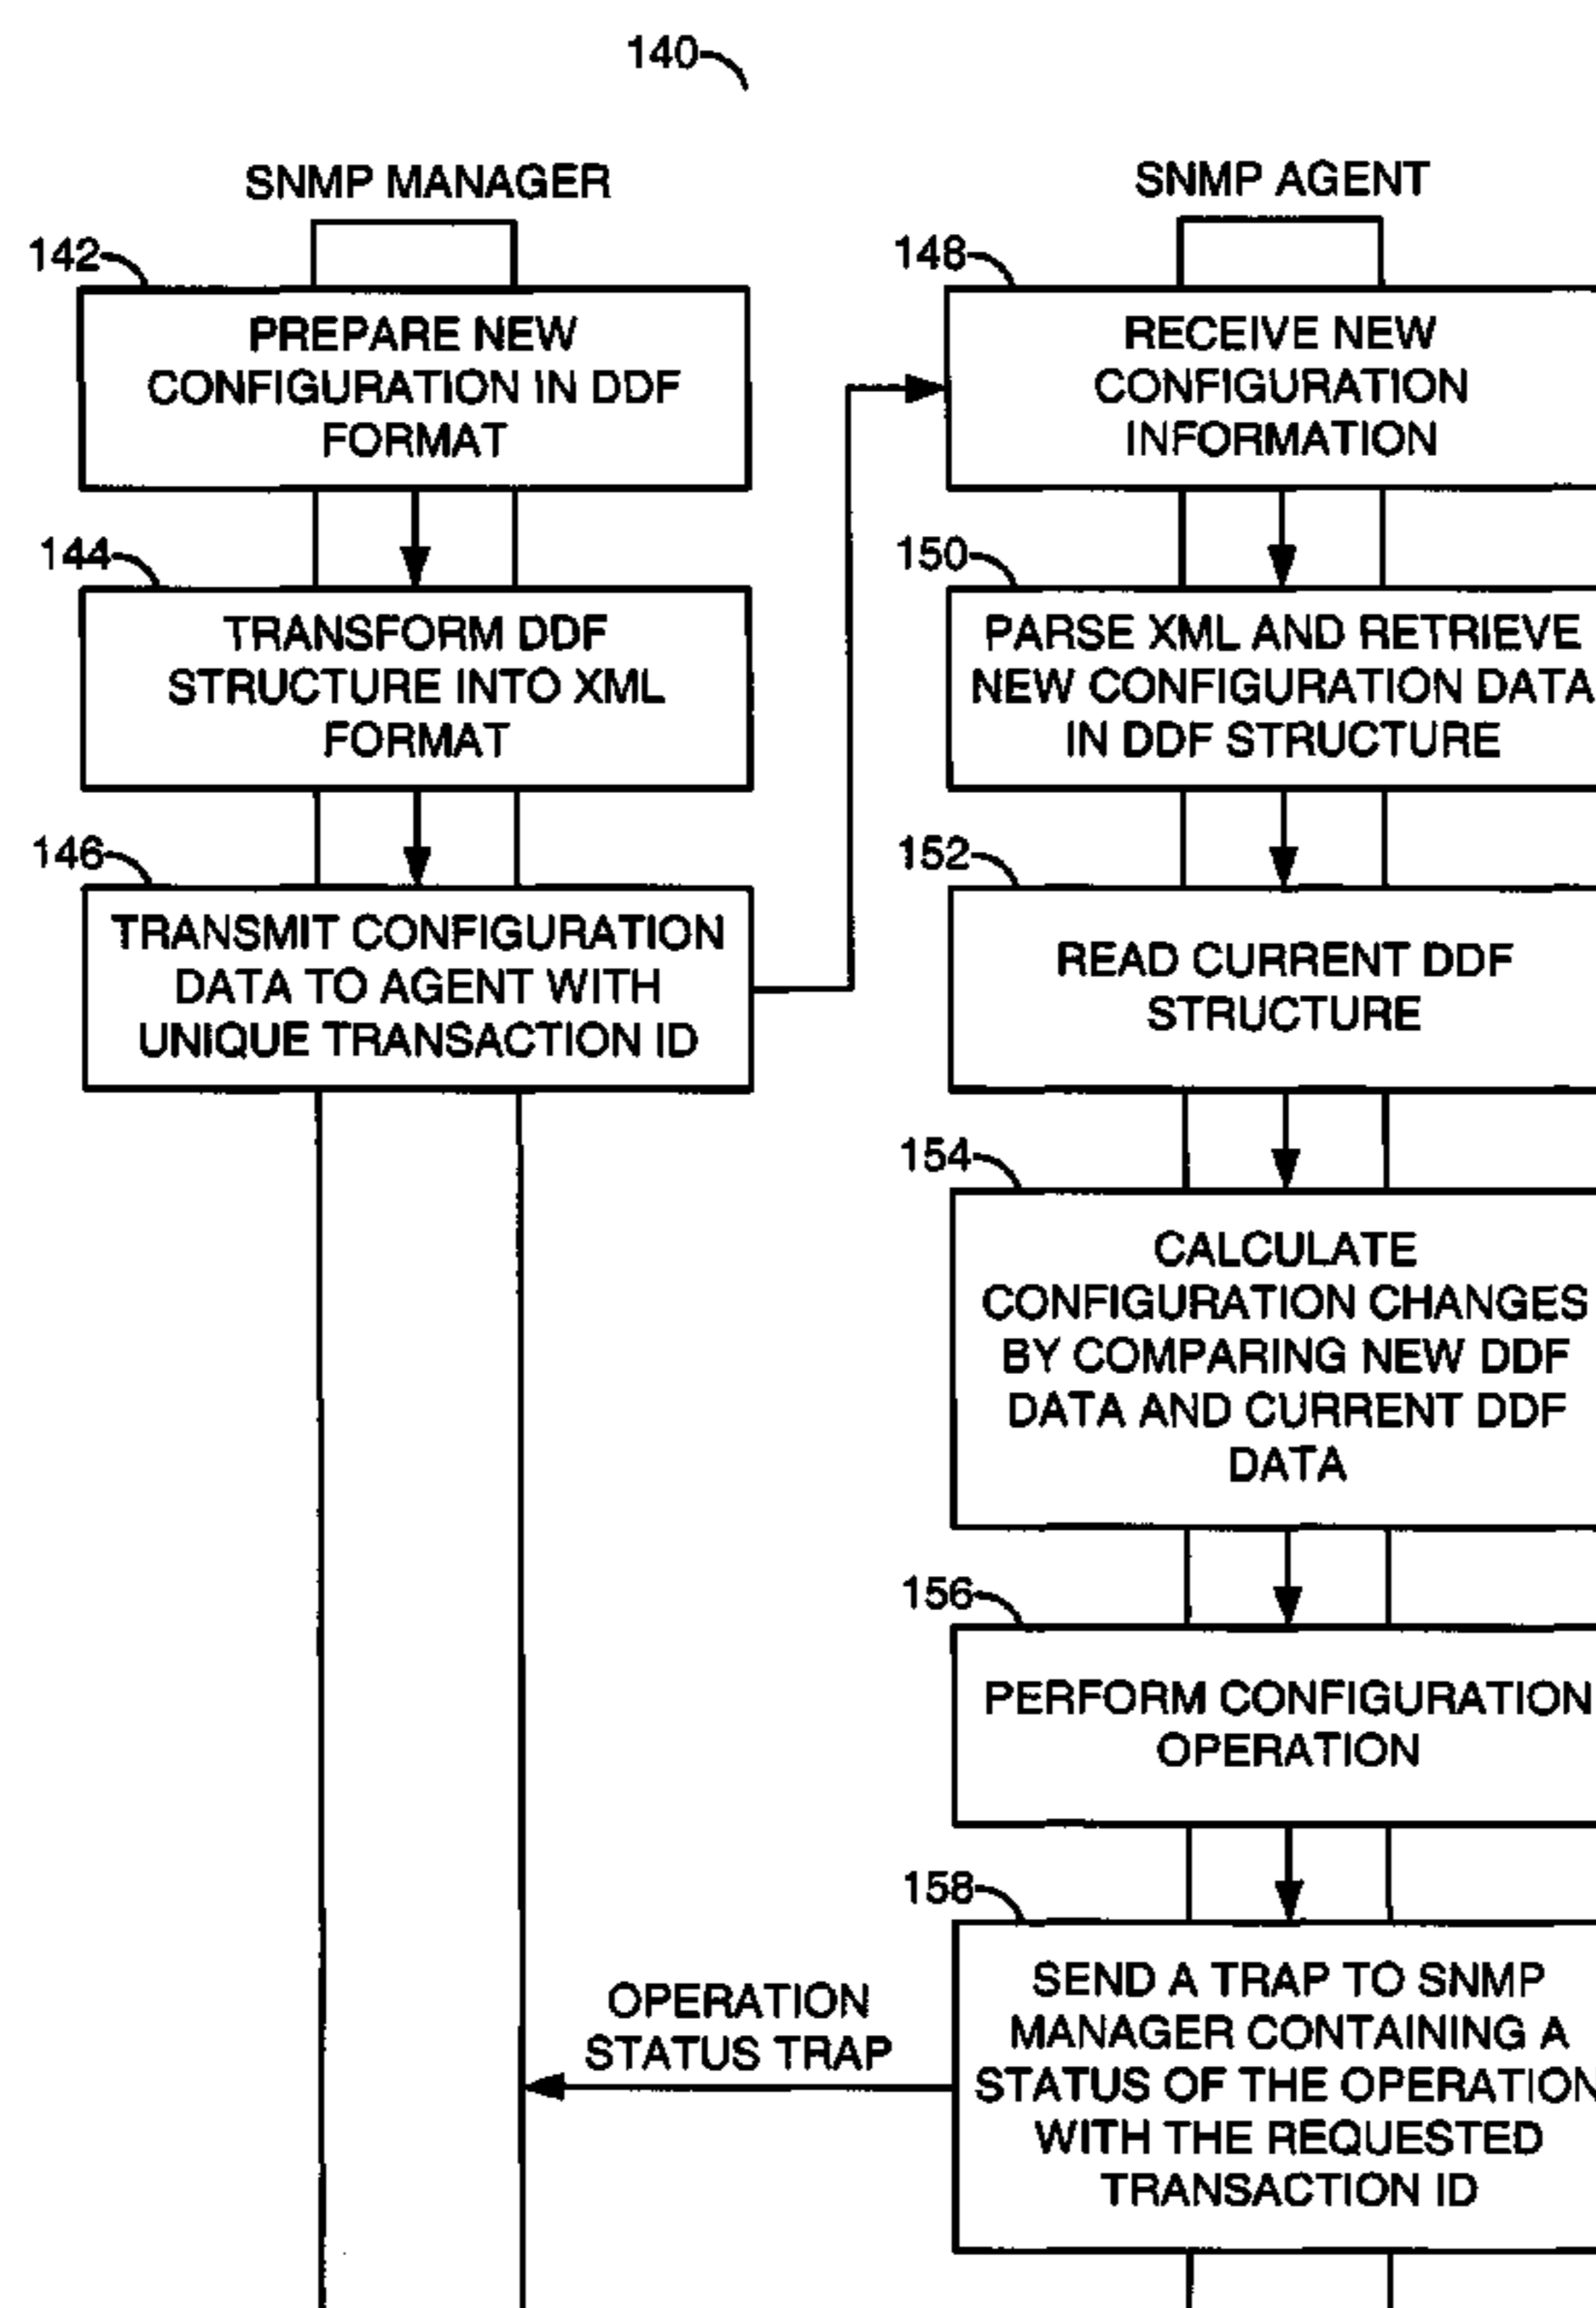 140
SNMP MANAGER
142
PREPARE NEW
CONFIGURATION IN DDF
FORMAT
144
TRANSFORM DDF
STRUCTURE INTO XML
FORMAT
146
TRANSMIT CONFIGURATION
DATA TO AGENT WITH
UNIQUE TRANSACTION ID
SNMP AGENT
148
RECEIVE NEW
CONFIGURATION
INFORMATION
150
PARSE XML AND RETRIEVE
NEW CONFIGURATION DATA
IN DDF STRUCTURE
152
READ CURRENT DDF
STRUCTURE
154
CALCULATE
CONFIGURATION CHANGES
BY COMPARING NEW DDF
DATA AND CURRENT DDF
DATA
156
PERFORM CONFIGURATION
OPERATION
158
SEND A TRAP TO SNMP
MANAGER CONTAINING A
STATUS OF THE OPERATION
WITH THE REQUESTED
TRANSACTION ID
OPERATION
STATUS TRAP